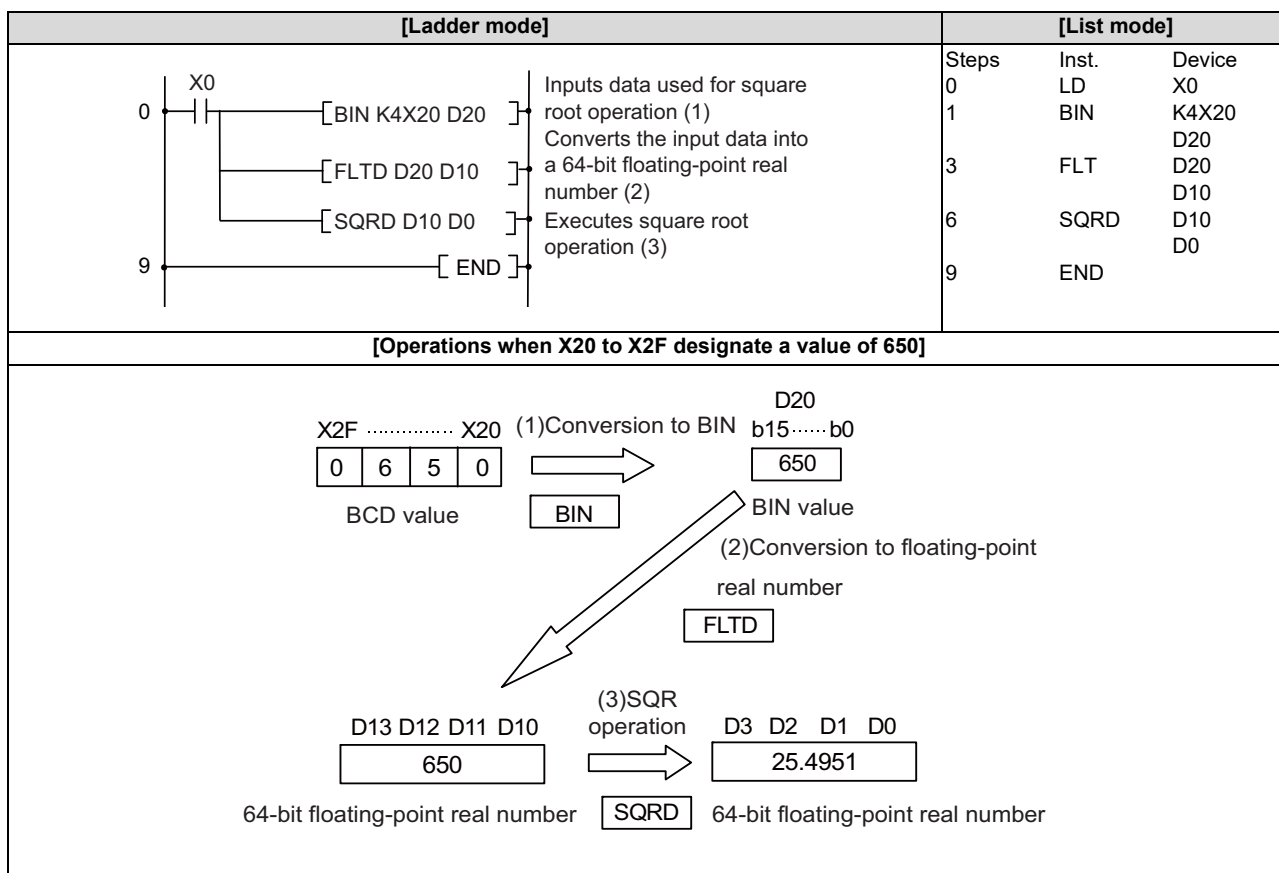 [Ladder mode]
[List mode]
X0
0
BIN K4X20 D20
FLTD D20 D10
SQRD D10 D0
9
END
Inputs data used for square
root operation (1)
Converts the input data into
a 64-bit floating-point real
number (2)
Executes square root
operation (3)
Steps Inst. Device
0 LD X0
1 BIN K4X20
D20
3 FLT D20
D10
6 SQRD D10
D0
9 END
[Operations when X20 to X2F designate a value of 650]
X2F ·············· X20
0 6 5 0
BCD value
(1)Conversion to BIN
BIN
D20
b15······b0
650
BIN value
(2)Conversion to floating-point
real number
FLTD
D13 D12 D11 D10
650
64-bit floating-point real number
(3)SQR
operation
SQRD
D3 D2 D1 D0
25.4951
64-bit floating-point real number